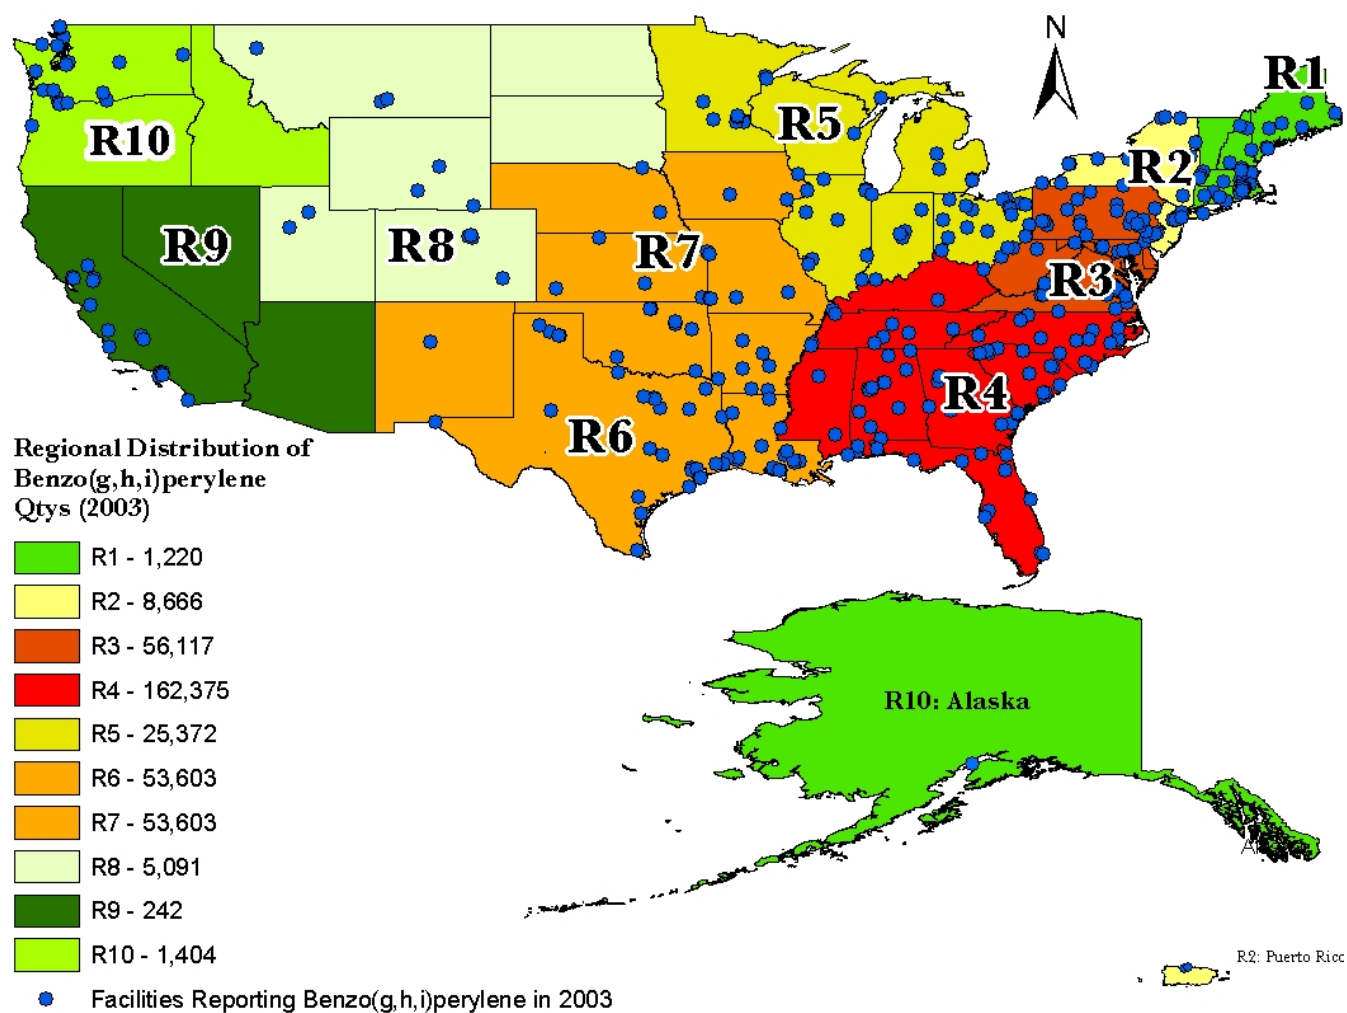 N
R1
R5
R10
R2
R9
R8
R7
R3
R4
R6
Regional Distribution of
Benzo(g,h,i)perylene
Qtys (2003)
R1 - 1,220
R2 - 8,666
R3 - 56,117
R4 - 162,375
R5 - 25,372
R6 - 53,603
R7 - 53,603
R8 - 5,091
R9 - 242
R10 - 1,404
Facilities Reporting Benzo(g,h,i)perylene in 2003
R10: Alaska
R2: Puerto Ricc